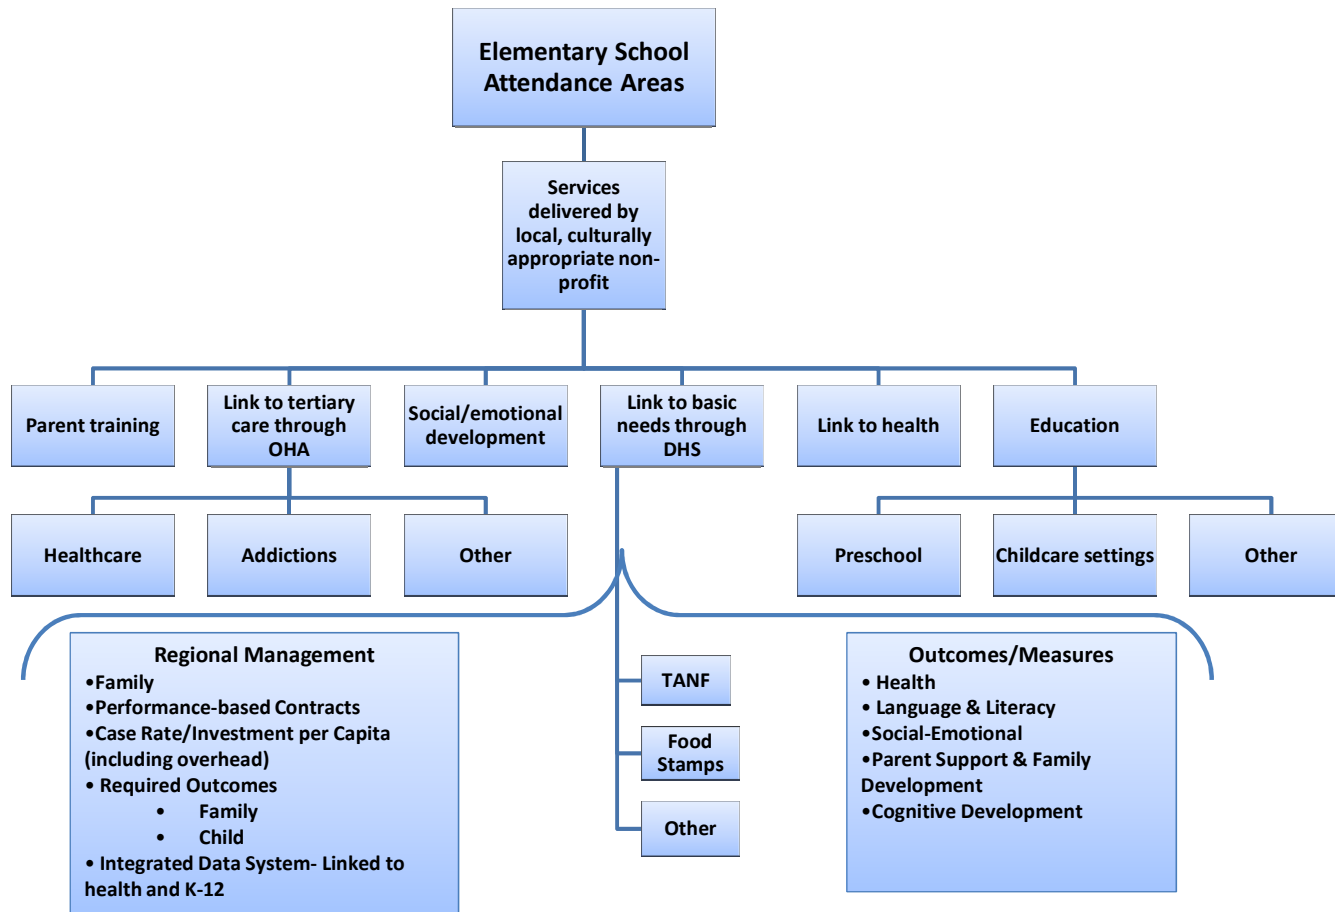 Elementary School
Attendance Areas
Services
delivered by
local, culturally
appropriate non-
profit
Parent training
Link to tertiary
care through
OHA
Social/emotional
development
Link to basic
needs through
DHS
Link to health
Education
Healthcare
Addictions
Other
Preschool
Childcare settings
Other
Regional Management
•Family
•Performance-based Contracts
•Case Rate/Investment per Capita
(including overhead)
• Required Outcomes
• Family
• Child
• Integrated Data System- Linked to
health and K-12
TANF
Food
Stamps
Other
Outcomes/Measures
• Health
• Language & Literacy
•Social-Emotional
•Parent Support & Family
Development
•Cognitive Development